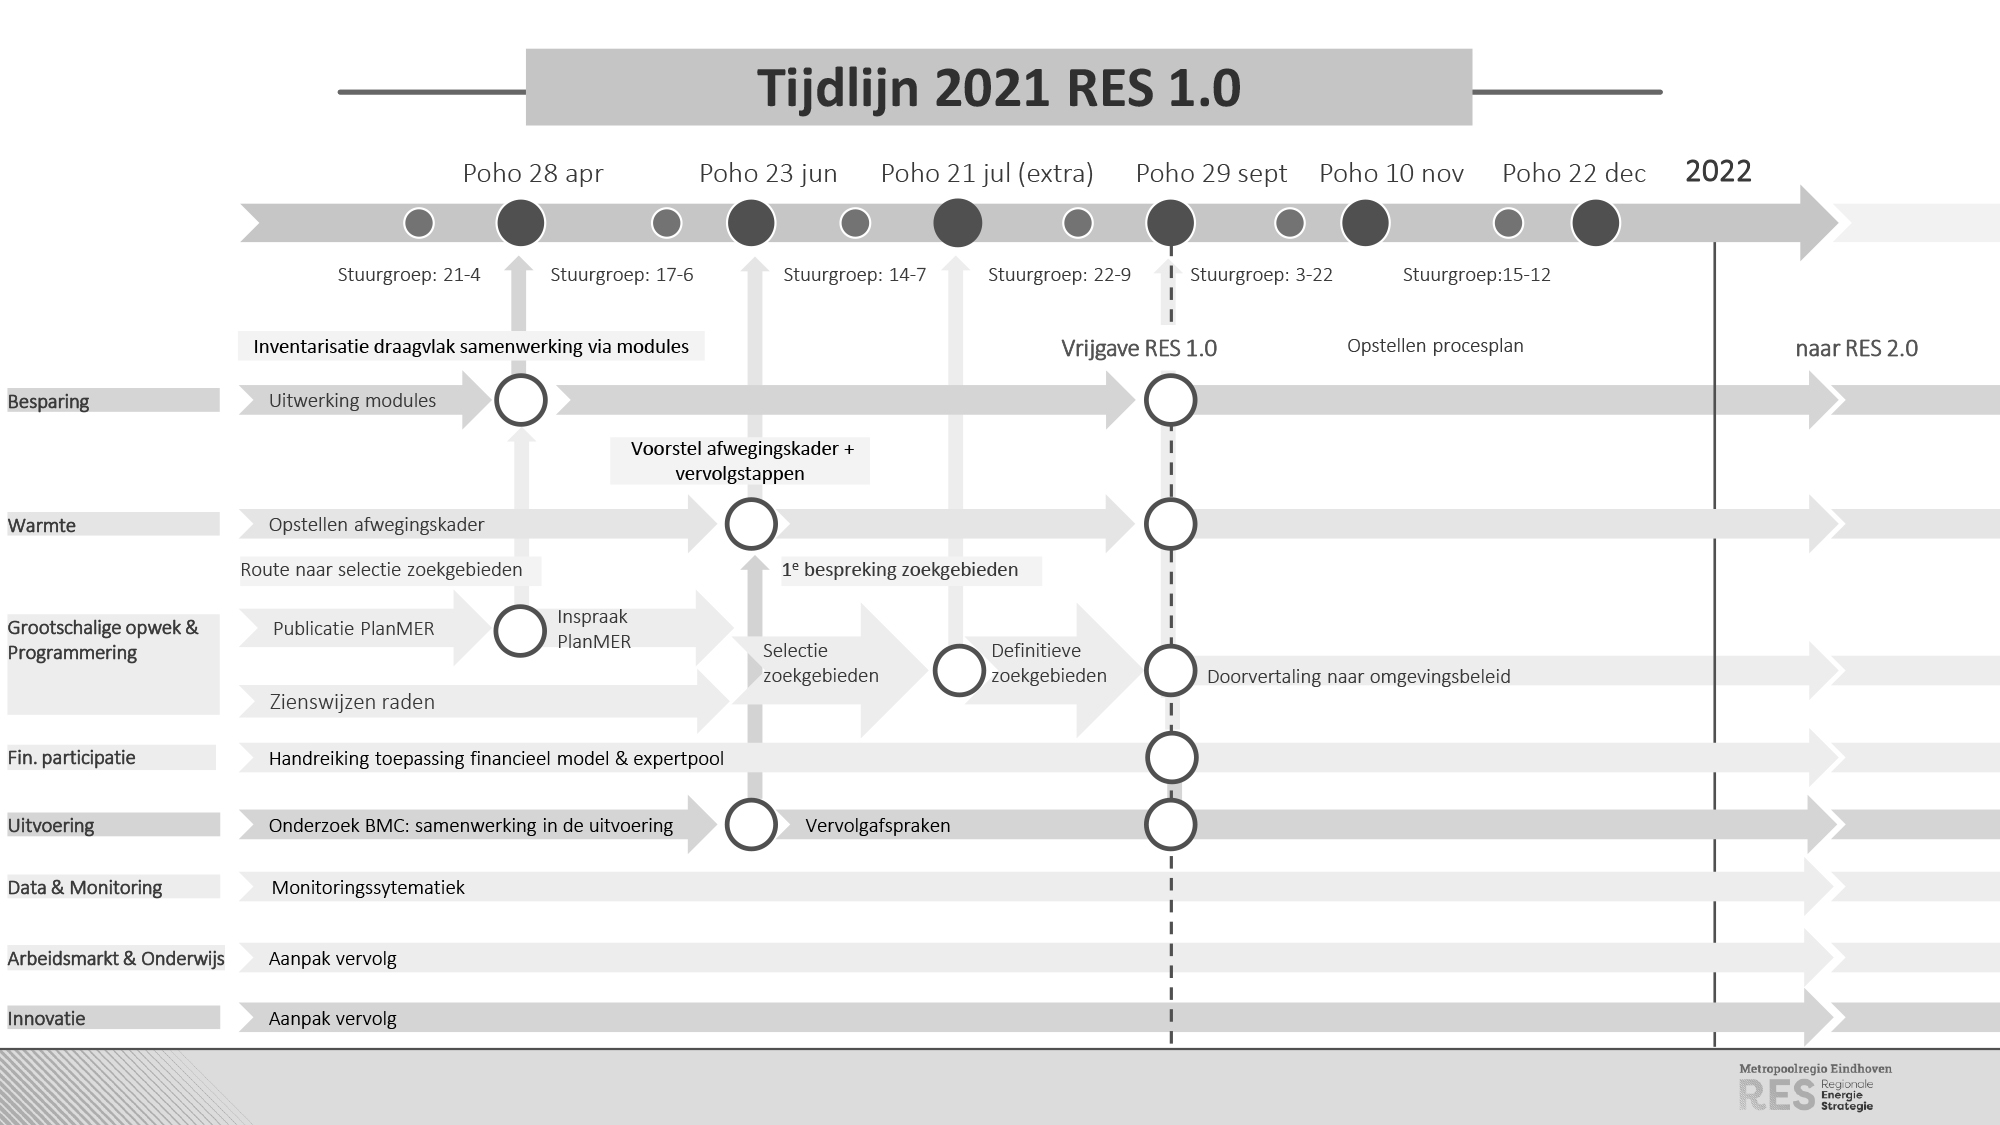 Tijdlijn 2021 RES 1.0
Poho 28 apr
Poho 23 jun
Poho 21 jul (extra)
Poho 29 sept
Poho 10 nov
Poho 22 dec
2022
Stuurgroep: 21-4
Stuurgroep: 17-6
Stuurgroep: 14-7
Stuurgroep: 22-9
Stuurgroep: 3-22
Stuurgroep:15-12
Inventarisatie draagvlak samenwerking via modules
Vrijgave RES 1.0
Opstellen procesplan
naar RES 2.0
Besparing
Uitwerking modules
Voorstel afwegingskader +
vervolgstappen
Warmte
Opstellen afwegingskader
Route naar selectie zoekgebieden
1e bespreking zoekgebieden
Grootschalige opwek &
Programmering
Publicatie PlanMER
Inspraak
PlanMER
Selectie
zoekgebieden
Definitieve
zoekgebieden
Doorvertaling naar omgevingsbeleid
Zienswijzen raden
Fin. participatie
Handreiking toepassing financieel model & expertpool
Uitvoering
Onderzoek BMC: samenwerking in de uitvoering
Vervolgafspraken
Data & Monitoring
Monitoringssytematiek
Arbeidsmarkt & Onderwijs
Aanpak vervolg
Innovatie
Aanpak vervolg
Metropoolregio Eindhoven
RES
Regionale
Energie
Strategie